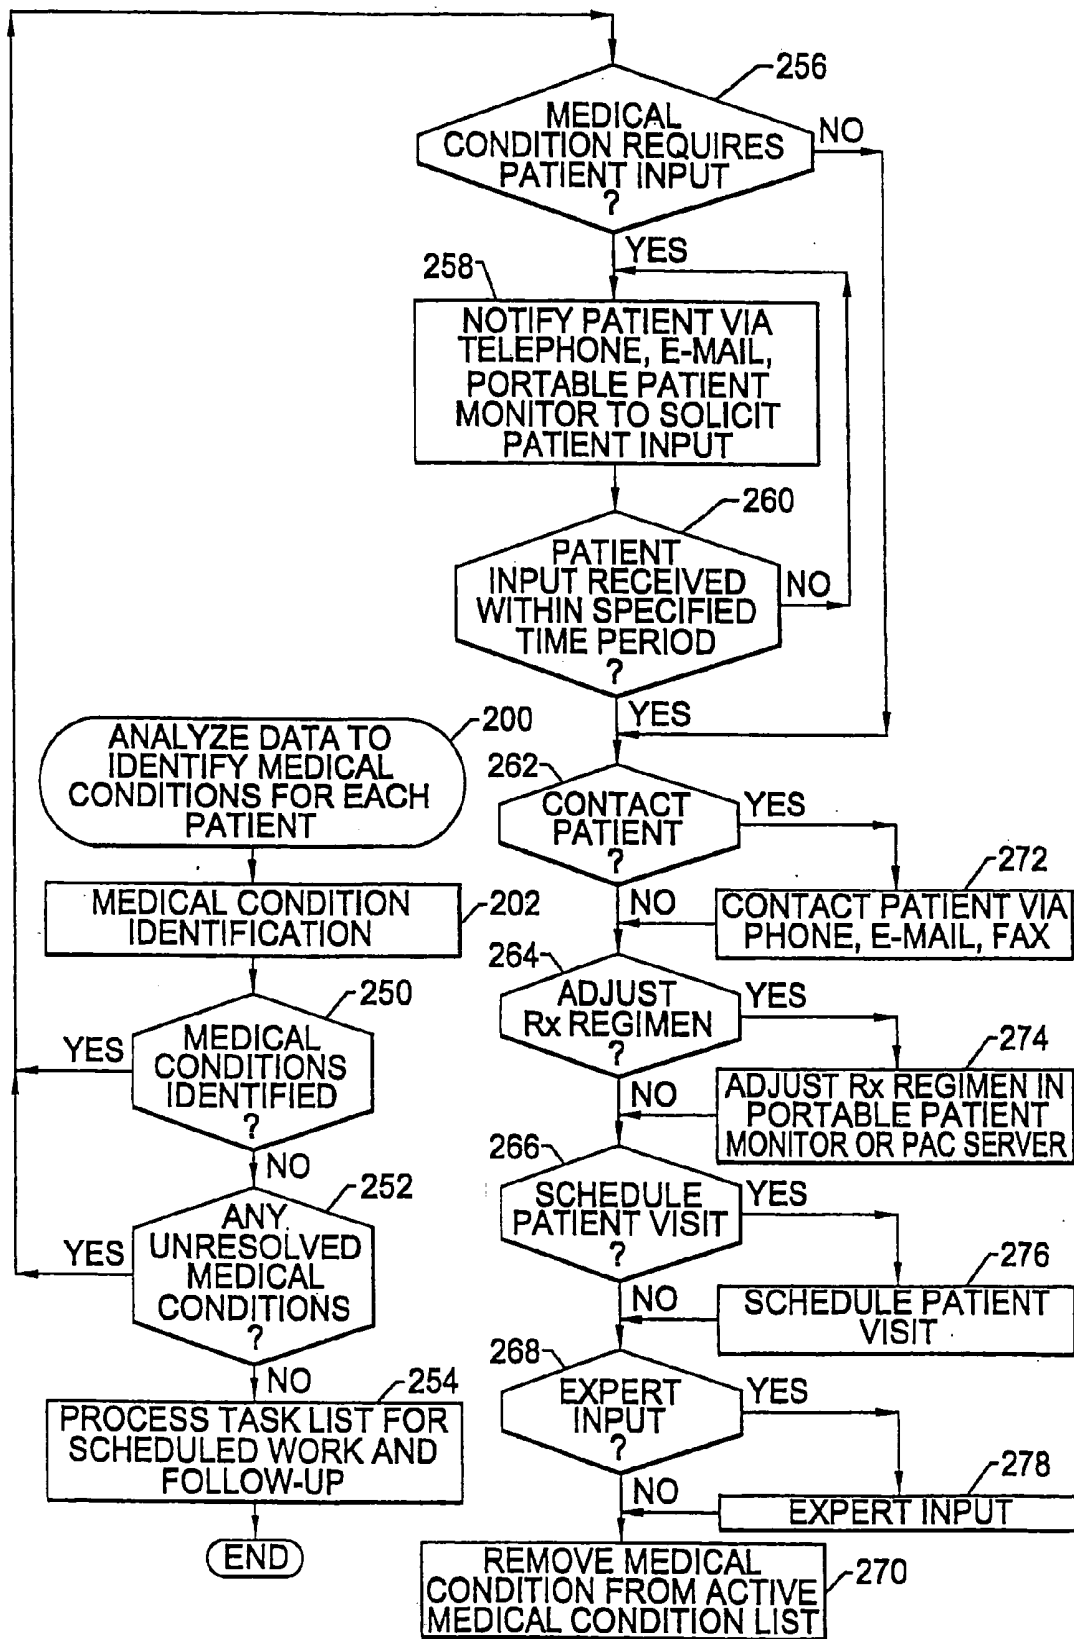 256
MEDICAL
CONDITION REQUIRES
PATIENT INPUT
?
NO
YES
258
NOTIFY PATIENT VIA
TELEPHONE, E-MAIL,
PORTABLE PATIENT
MONITOR TO SOLICIT
PATIENT INPUT
260
PATIENT
INPUT RECEIVED
WITHIN SPECIFIED
TIME PERIOD
?
NO
YES
200
ANALYZE DATA TO
IDENTIFY MEDICAL
CONDITIONS FOR EACH
PATIENT
202
MEDICAL CONDITION
IDENTIFICATION
250
MEDICAL
CONDITIONS
IDENTIFIED
?
YES
NO
252
ANY
UNRESOLVED
MEDICAL
CONDITIONS
?
YES
NO
254
PROCESS TASK LIST FOR
SCHEDULED WORK AND
FOLLOW-UP
END
262
CONTACT
PATIENT
?
YES
NO
272
CONTACT PATIENT VIA
PHONE, E-MAIL, FAX
264
ADJUST
Rx REGIMEN
?
YES
NO
274
ADJUST Rx REGIMEN IN
PORTABLE PATIENT
MONITOR OR PAC SERVER
266
SCHEDULE
PATIENT VISIT
?
YES
NO
276
SCHEDULE PATIENT
VISIT
268
EXPERT
INPUT
?
YES
NO
278
EXPERT INPUT
REMOVE MEDICAL
CONDITION FROM ACTIVE
MEDICAL CONDITION LIST
270